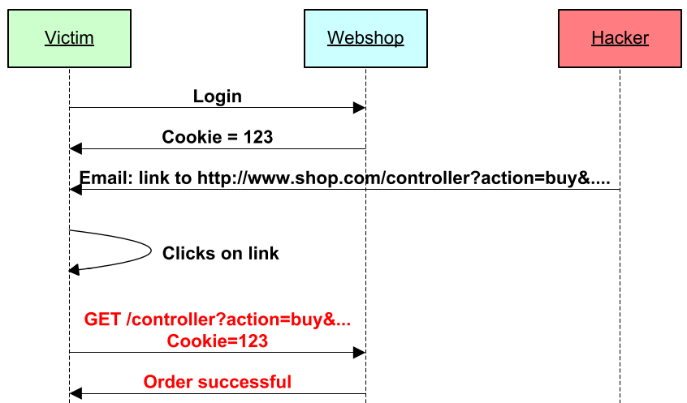 Victim
Webshop
Hacker
Login
Cookie = 123
Email: link to http://www.shop.com/controller?action=buy&....
Clicks on link
GET /controller?action=buy&...
Cookie=123
Order successful